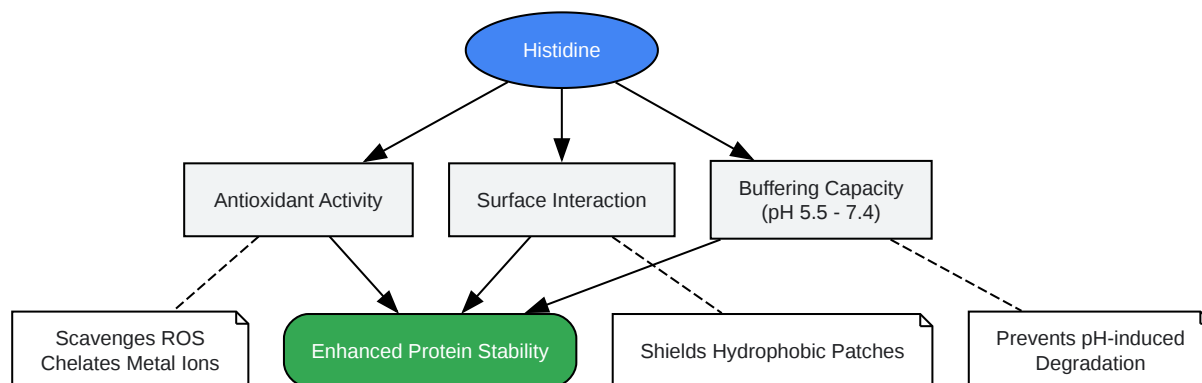 Histidine
Antioxidant Activity
Surface Interaction
Buffering Capacity
(pH 5.5 - 7.4)
Scavenges ROS
Chelates Metal Ions
Enhanced Protein Stability
Shields Hydrophobic Patches
Prevents pH-induced
Degradation